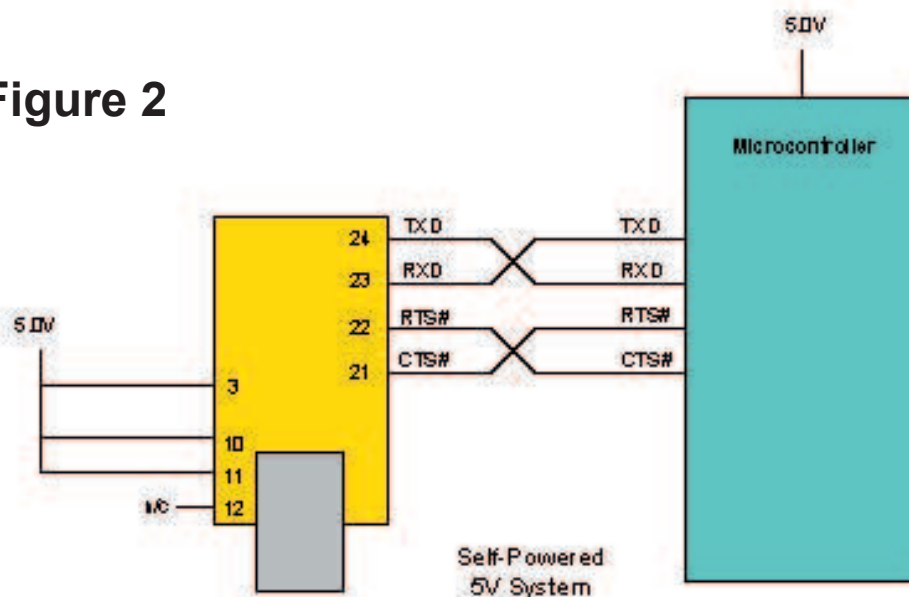 5.0V
Figure 2
Microcontroller
24 TXD TXD
23 RXD RXD
22 RTS# RTS#
21 CTS# CTS#
5.0V
3
10
11
N/C 12
Self-Powered
5V System